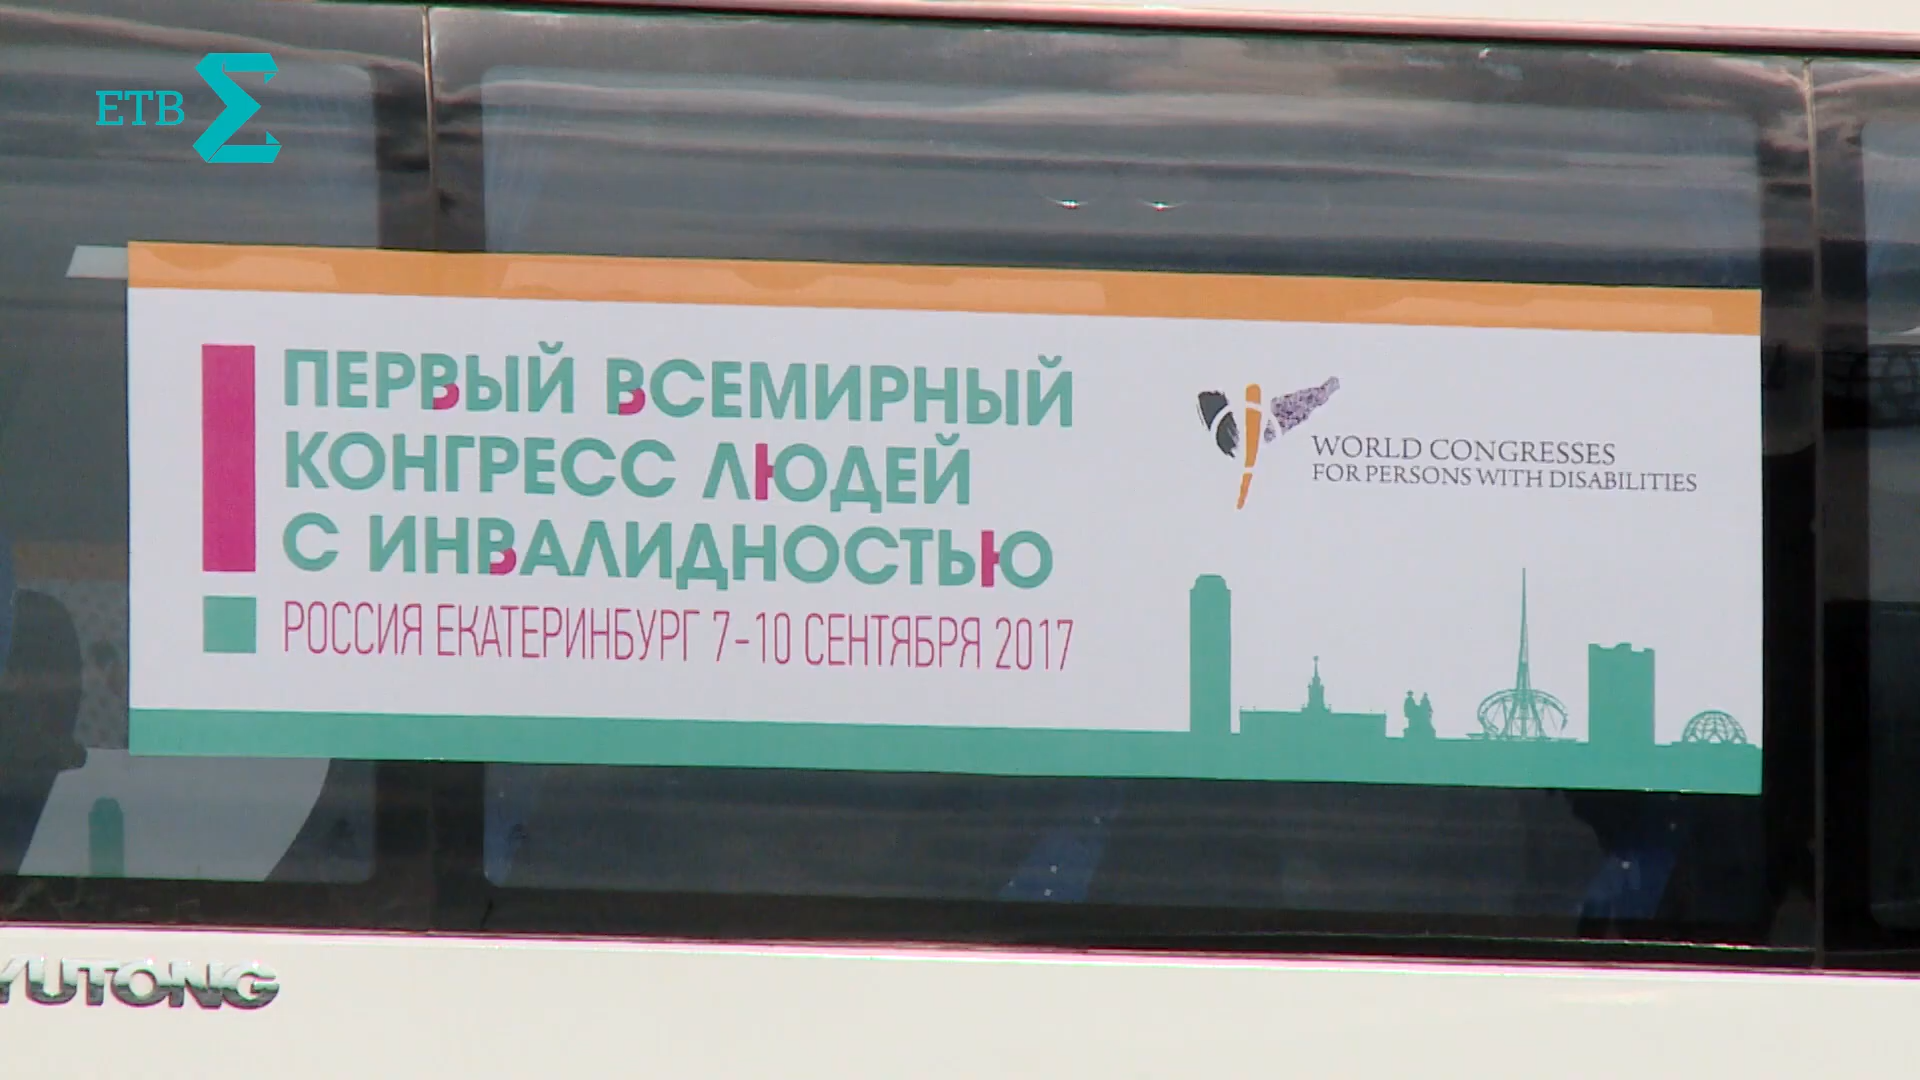 ЕТВ
ПЕРВЫЙ ВСЕМИРНЫЙ
КОНГРЕСС ЛЮДЕЙ
С ИНВАЛИДНОСТЬЮ
РОССИЯ ЕКАТЕРИНБУРГ 7-10 СЕНТЯБРЯ 2017
WORLD CONGRESSES
FOR PERSONS WITH DISABILITIES
YUTONG